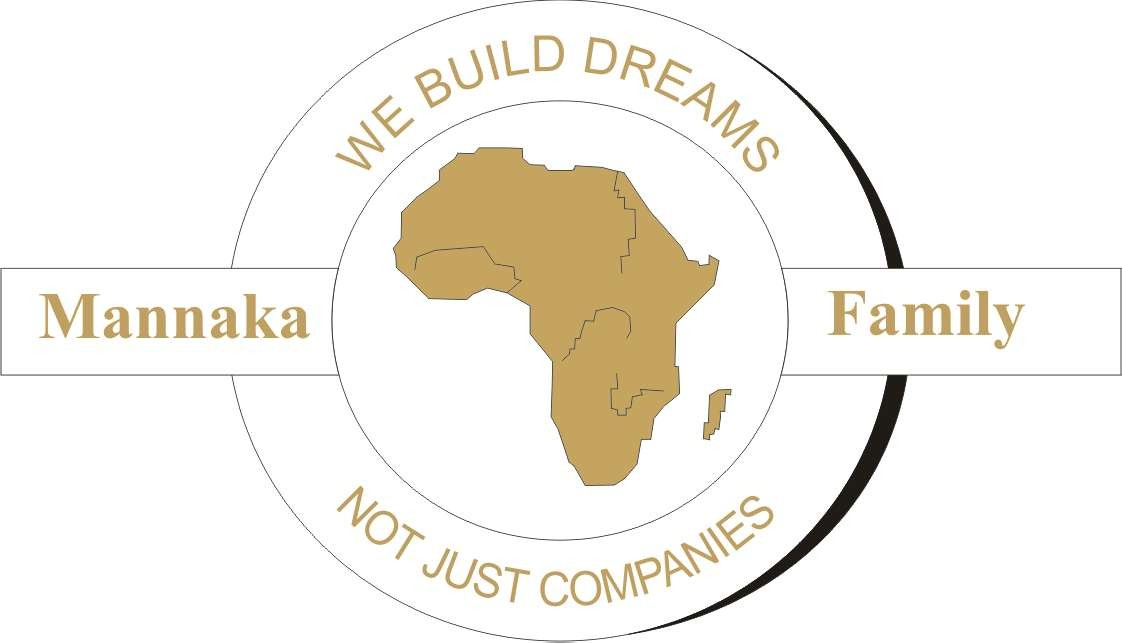 WE BUILD DREAMS
Mannaka Family
NOT JUST COMPANIES